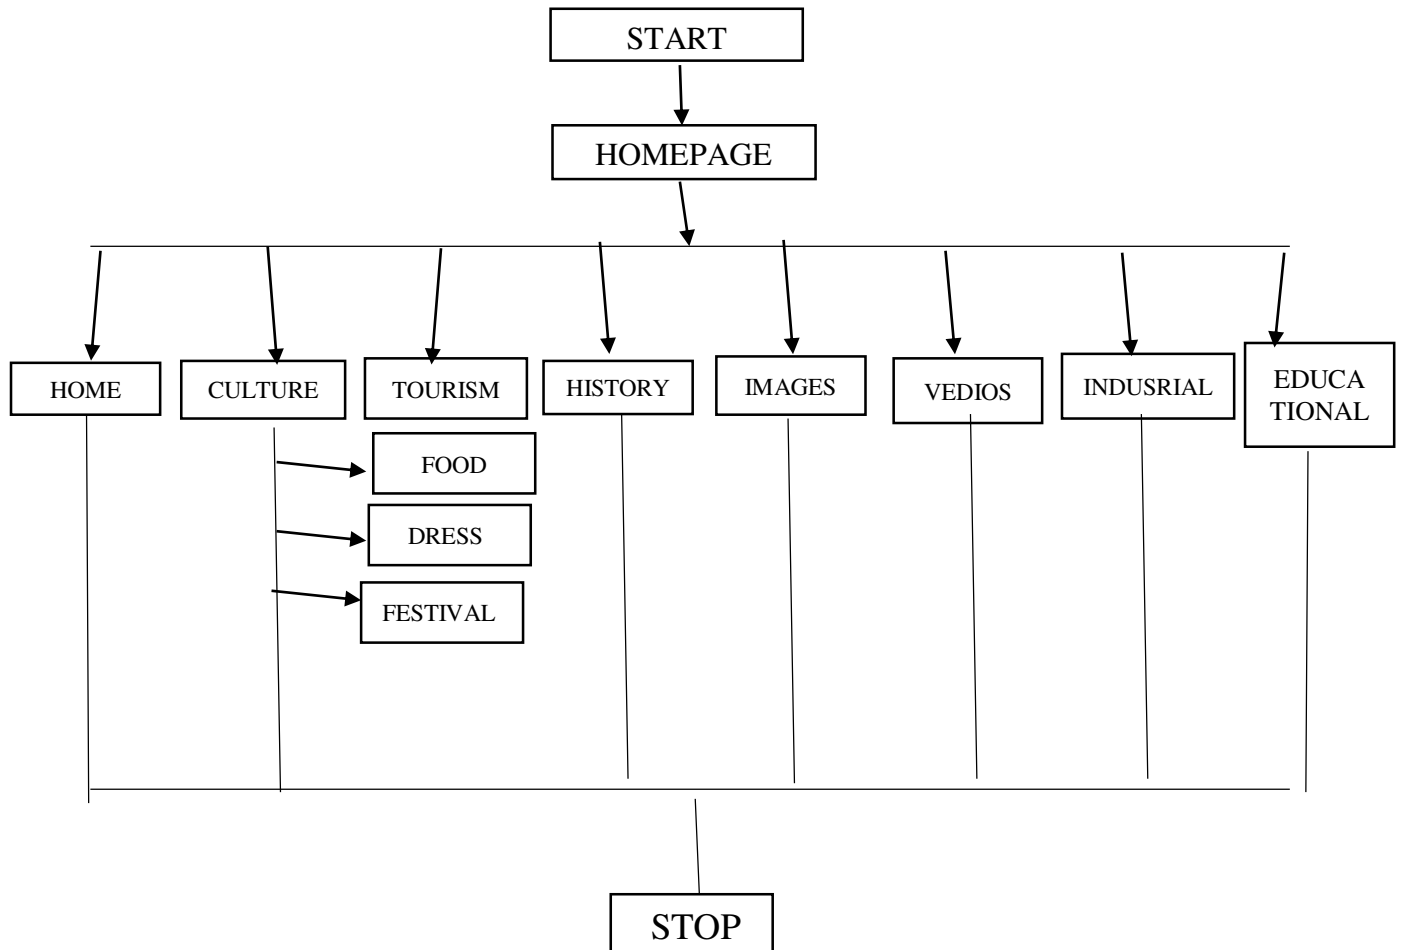 START
HOMEPAGE
HOME
CULTURE
TOURISM
HISTORY
IMAGES
VEDIOS
INDUSRIAL
EDUCA
TIONAL
FOOD
DRESS
FESTIVAL
STOP